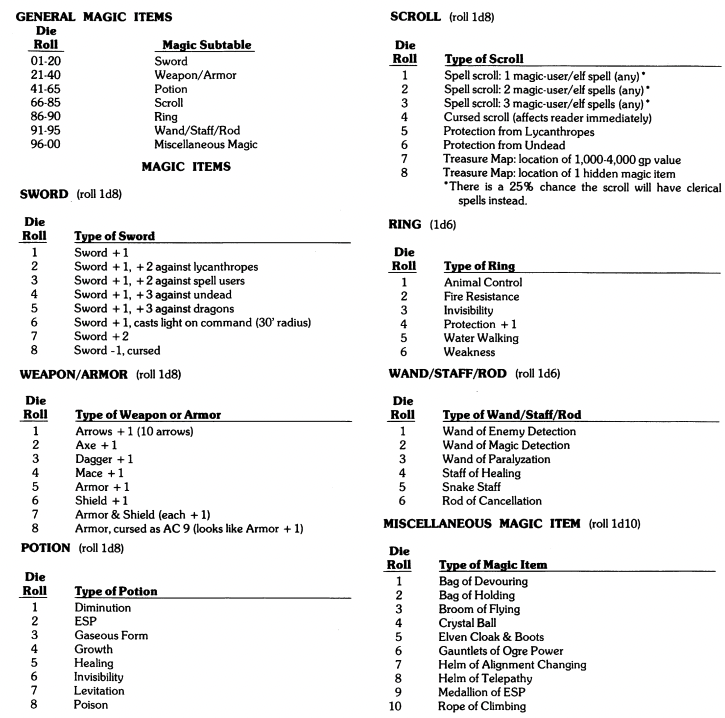 GENERAL MAGIC ITEMS
Die
Roll Magic Subtable
01-20 Sword
21-40 Weapon/Armor
41-65 Potion
66-85 Scroll
86-90 Ring
91-95 Wand/Staff/Rod
96-00 Miscellaneous Magic
MAGIC ITEMS
SWORD (roll 1d8)
Die
Roll Type of Sword
1 Sword +1
2 Sword +1, +2 against lycanthropes
3 Sword +1, +2 against spell users
4 Sword +1, +3 against undead
5 Sword +1, +3 against dragons
6 Sword +1, casts light on command (30' radius)
7 Sword +2
8 Sword -1, cursed
WEAPON/ARMOR (roll 1d8)
Die
Roll Type of Weapon or Armor
1 Arrows +1 (10 arrows)
2 Axe +1
3 Dagger +1
4 Mace +1
5 Armor +1
6 Shield +1
7 Armor & Shield (each +1)
8 Armor, cursed as AC 9 (looks like Armor +1)
POTION (roll 1d8)
Die
Roll Type of Potion
1 Diminution
2 ESP
3 Gaseous Form
4 Growth
5 Healing
6 Invisibility
7 Levitation
8 Poison
SCROLL (roll 1d8)
Die
Roll Type of Scroll
1 Spell scroll: 1 magic-user/elf spell (any)*
2 Spell scroll: 2 magic-user/elf spells (any)*
3 Spell scroll: 3 magic-user/elf spells (any)*
4 Cursed scroll (affects reader immediately)
5 Protection from Lycanthropes
6 Protection from Undead
7 Treasure Map: location of 1,000-4,000 gp value
8 Treasure Map: location of 1 hidden magic item
*There is a 25% chance the scroll will have clerical
spells instead.
RING (1d6)
Die
Roll Type of Ring
1 Animal Control
2 Fire Resistance
3 Invisibility
4 Protection +1
5 Water Walking
6 Weakness
WAND/STAFF/ROD (roll 1d6)
Die
Roll Type of Wand/Staff/Rod
1 Wand of Enemy Detection
2 Wand of Magic Detection
3 Wand of Paralyzation
4 Staff of Healing
5 Snake Staff
6 Rod of Cancellation
MISCELLANEOUS MAGIC ITEM (roll 1d10)
Die
Roll Type of Magic Item
1 Bag of Devouring
2 Bag of Holding
3 Broom of Flying
4 Crystal Ball
5 Elven Cloak & Boots
6 Gauntlets of Ogre Power
7 Helm of Alignment Changing
8 Helm of Telepathy
9 Medallion of ESP
10 Rope of Climbing